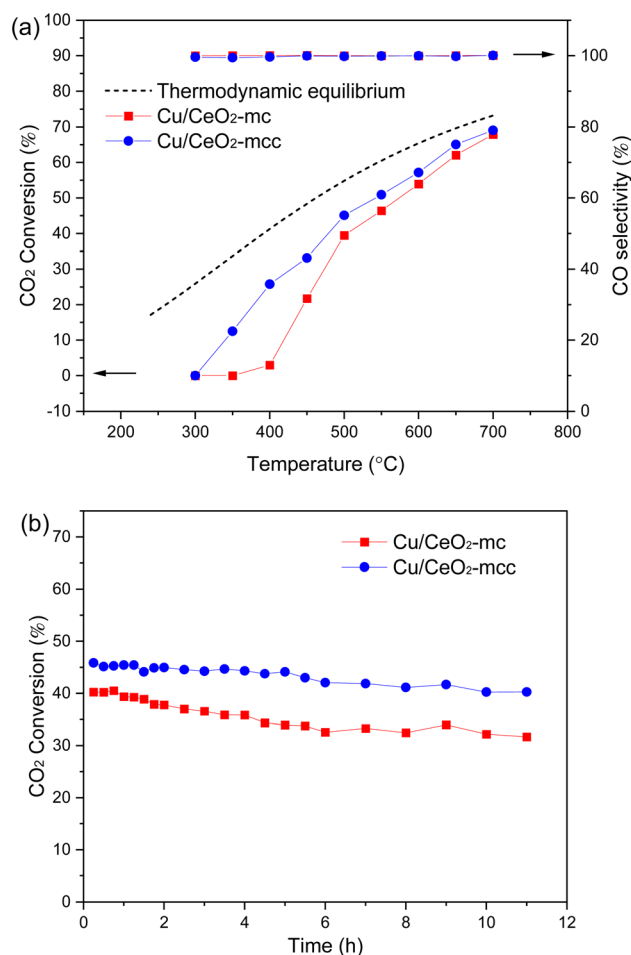 (a)
100
90
80
70
60
50
40
30
20
10
0
-10
CO₂ Conversion (%)
Thermodynamic equilibrium
Cu/CeO₂-mc
Cu/CeO₂-mcc
100
80
60
40
20
0
CO selectivity (%)
200 300 400 500 600 700 800
Temperature (°C)
(b)
70
60
50
40
30
20
10
0
CO₂ Conversion (%)
Cu/CeO₂-mc
Cu/CeO₂-mcc
0 2 4 6 8 10 12
Time (h)